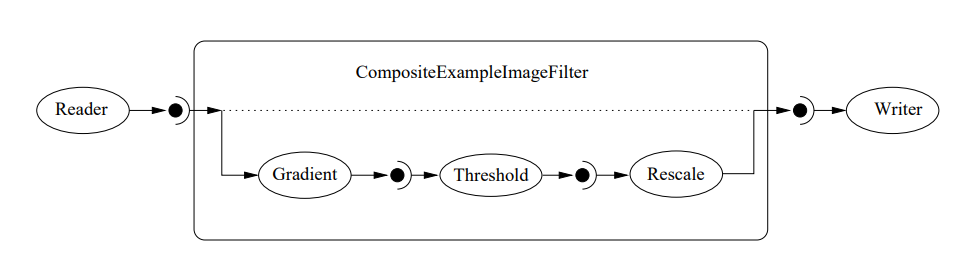 CompositeExampleImageFilter
Reader
Writer
Gradient
Threshold
Rescale